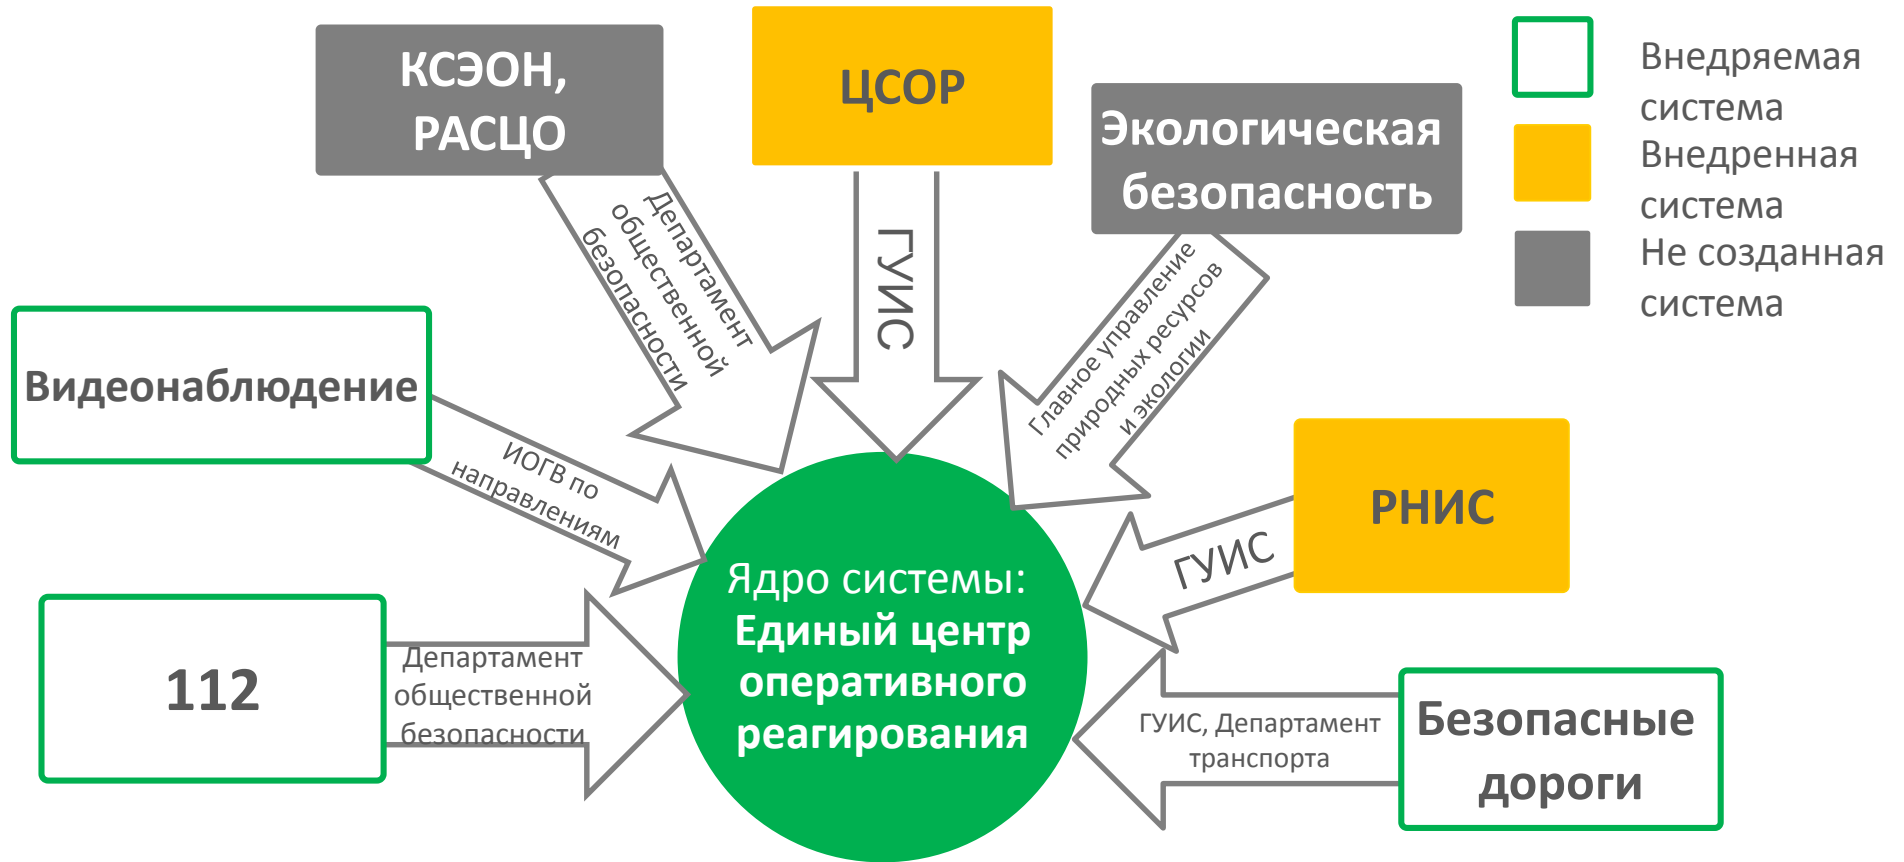 КСЭОН,
РАСЦО
ЦСОР
Экологическая
безопасность
Внедряемая
система
Внедренная
система
Не созданная
система
Департамент
общественной
безопасности
ГУИС
Главное управление
природных ресурсов
и экологии
Видеонаблюдение
ИОГВ по
направлениям
РНИС
ГУИС
Ядро системы:
Единый центр
оперативного
реагирования
112
Департамент
общественной
безопасности
ГУИС, Департамент
транспорта
Безопасные
дороги